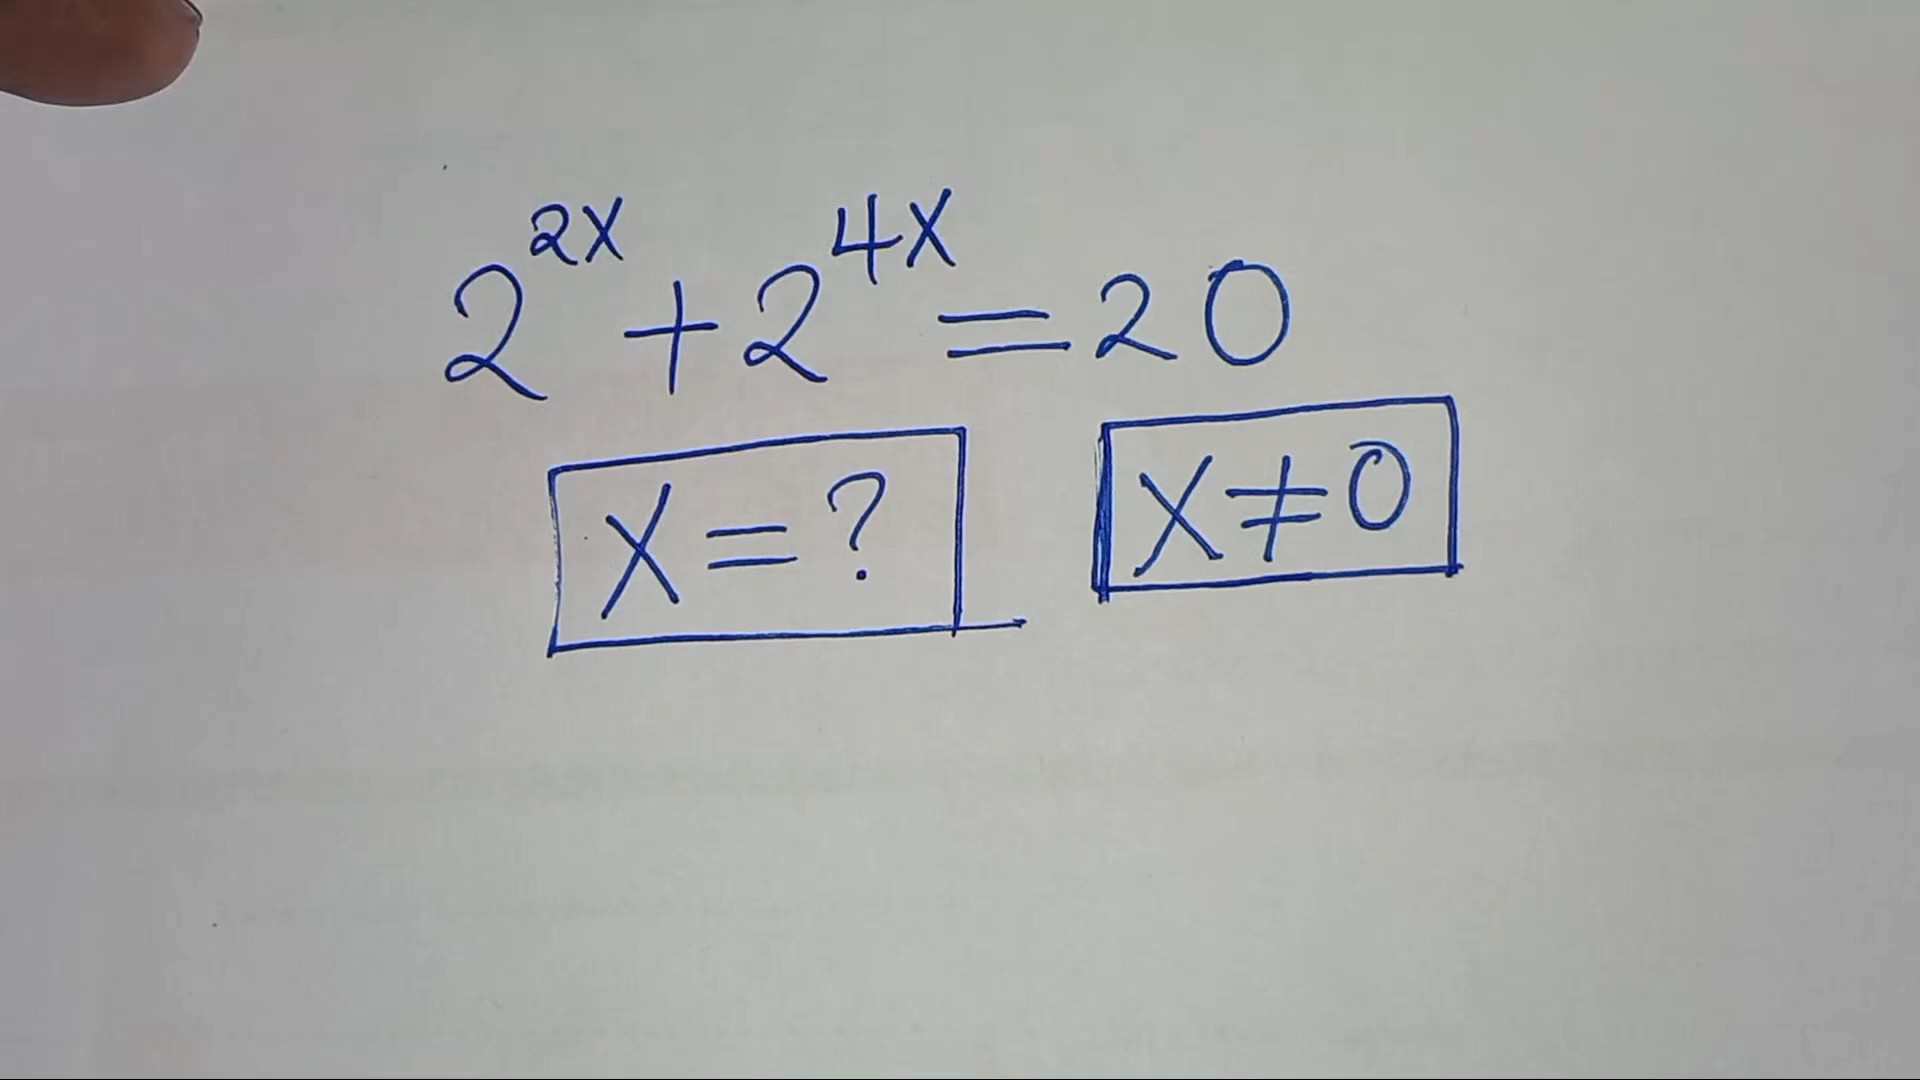 2^{2x} + 2^{4x} = 20
x = ?
x ≠ 0